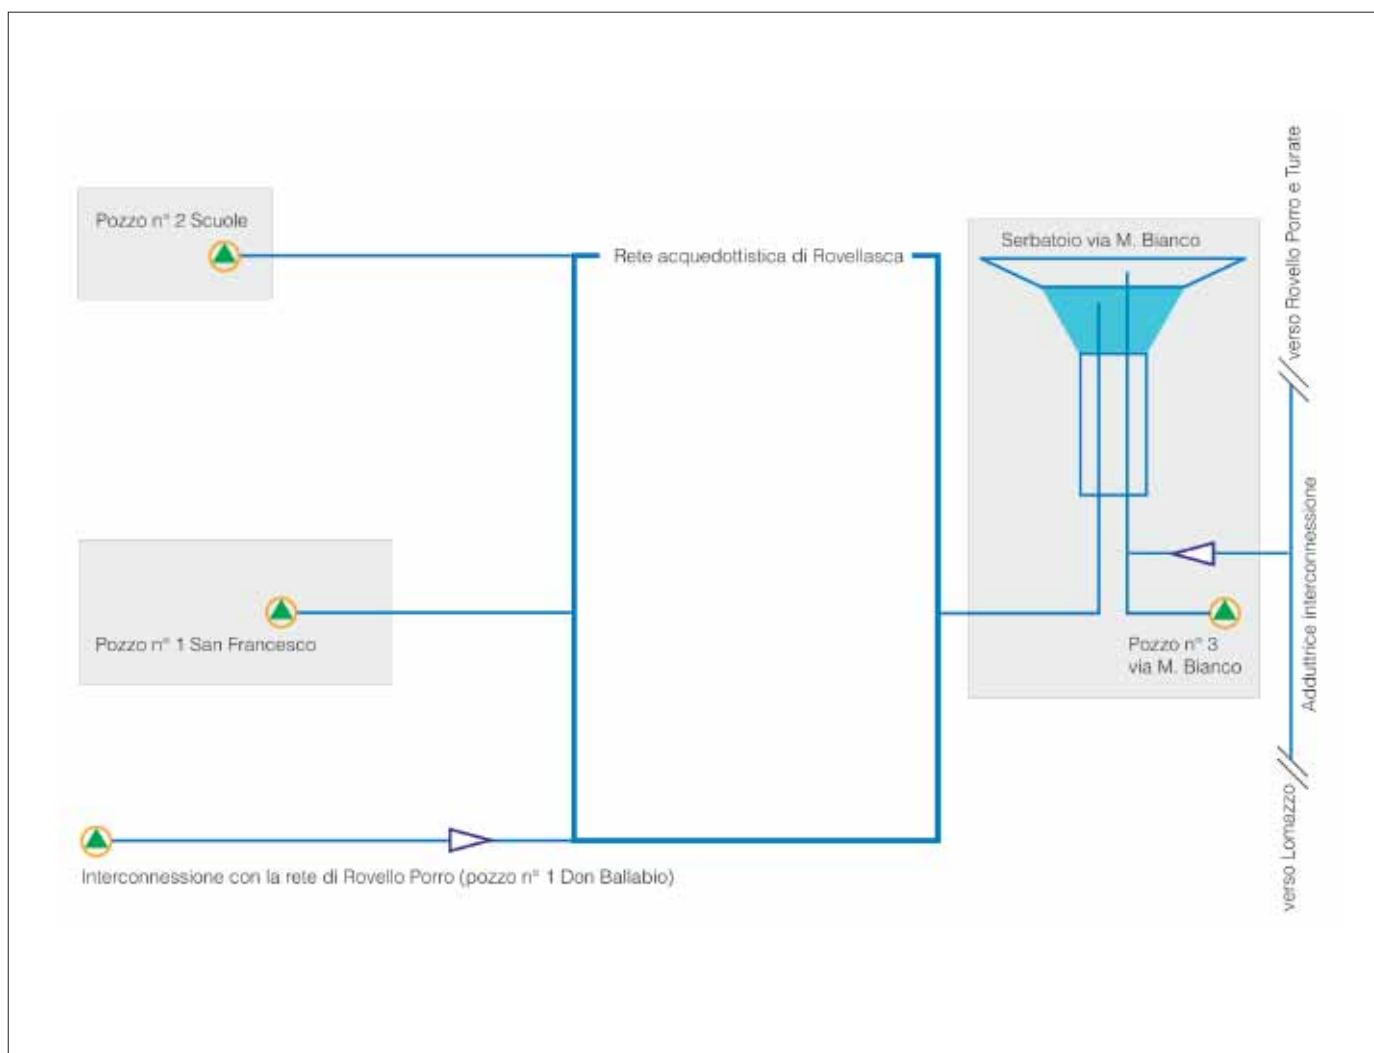 Pozzo n° 2 Scuole
Rete acquedottistica di Rovellasca
Serbatoio via M. Bianco
verso Rovello Porro e Turate
Adduttrice interconnessione
Pozzo n° 1 San Francesco
Pozzo n° 3
via M. Bianco
verso Lomazzo
Interconnessione con la rete di Rovello Porro (pozzo n° 1 Don Ballabio)